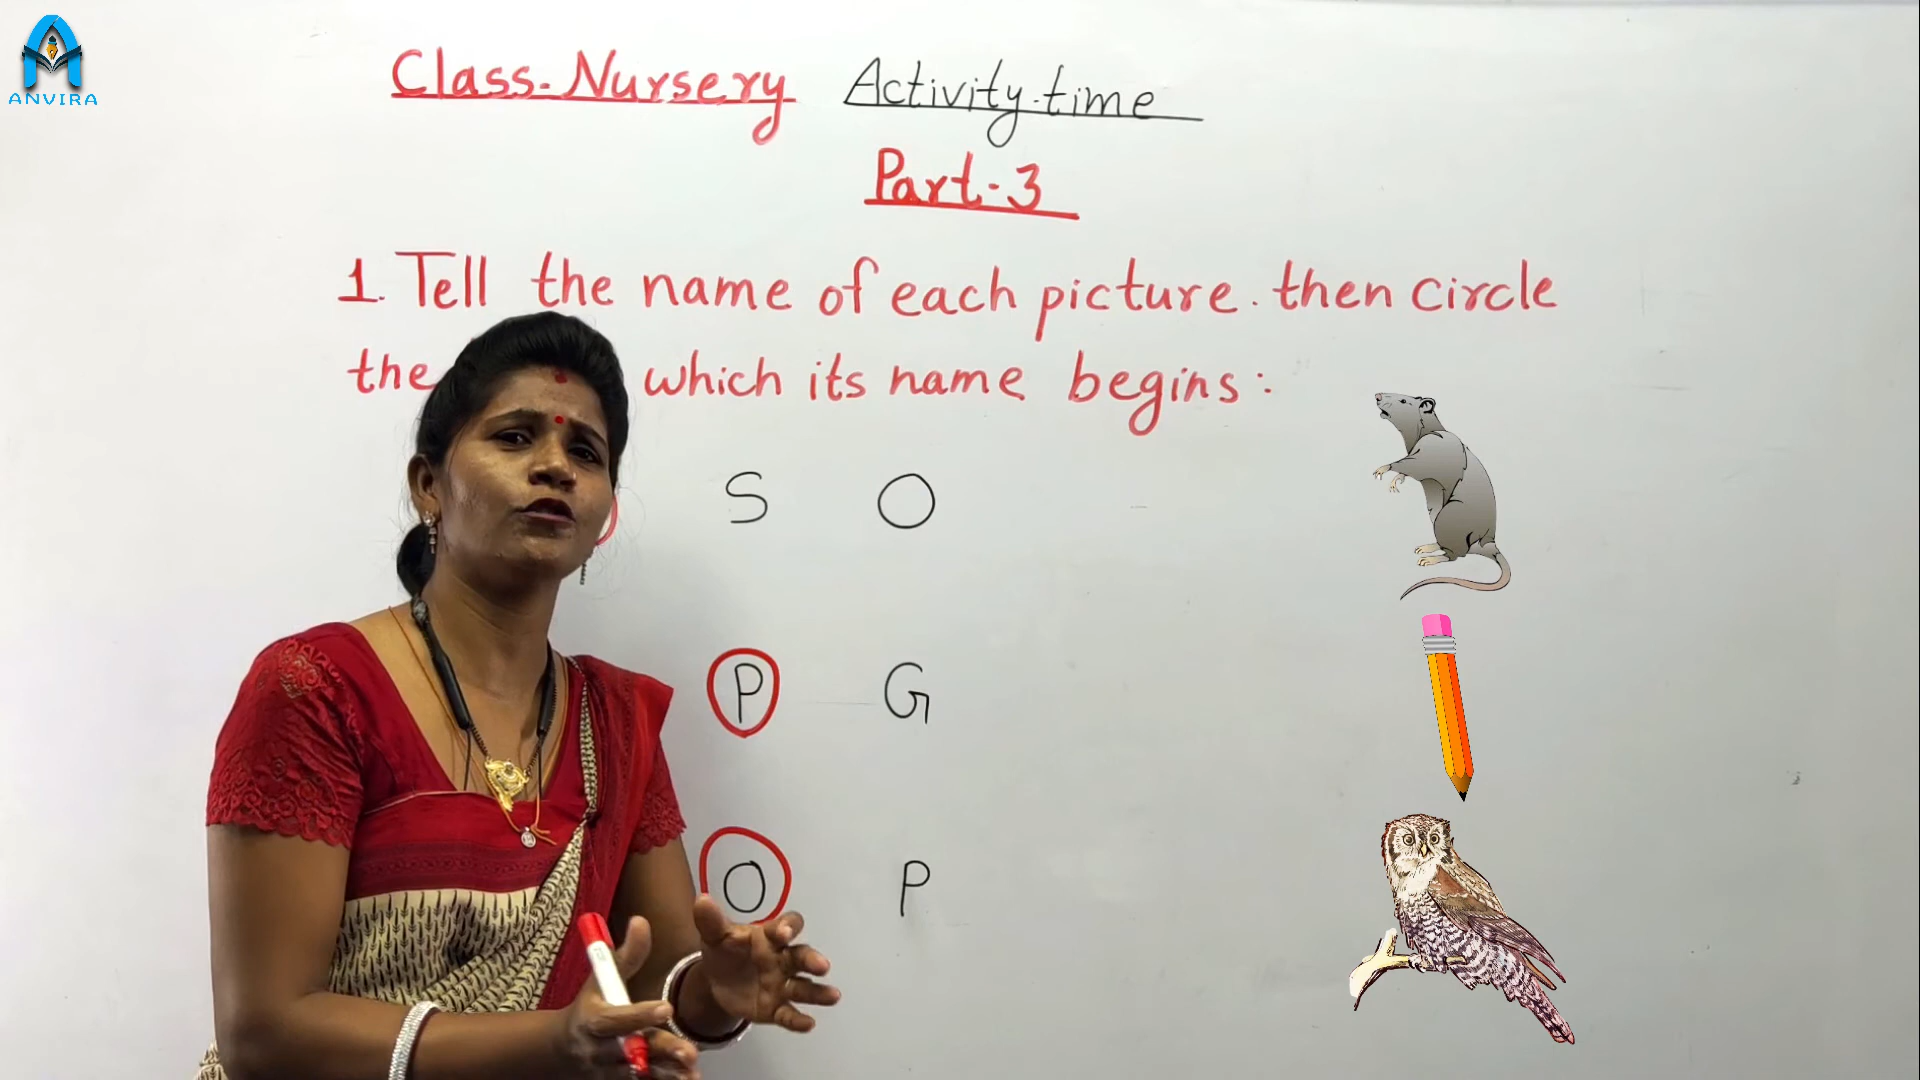 ANVIRA
Class-Nursery Activity-time
Part-3
1. Tell the name of each picture. then circle
the which its name begins:
S O
P G
O P